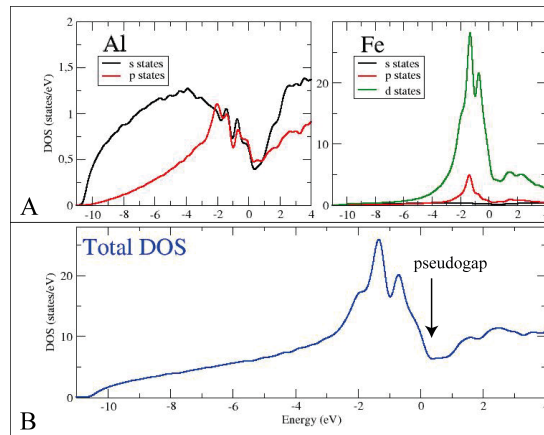 Al
s states
p states
DOS (states/eV)
2
1,5
1
0,5
0
-10 -8 -6 -4 -2 0 2 4
A
Fe
s states
p states
d states
20
10
0
-10 -8 -6 -4 -2 0 2 4
Total DOS
pseudogap
DOS (states/eV)
20
10
0
-10 -8 -6 -4 -2 0 2 4
Energy (eV)
B